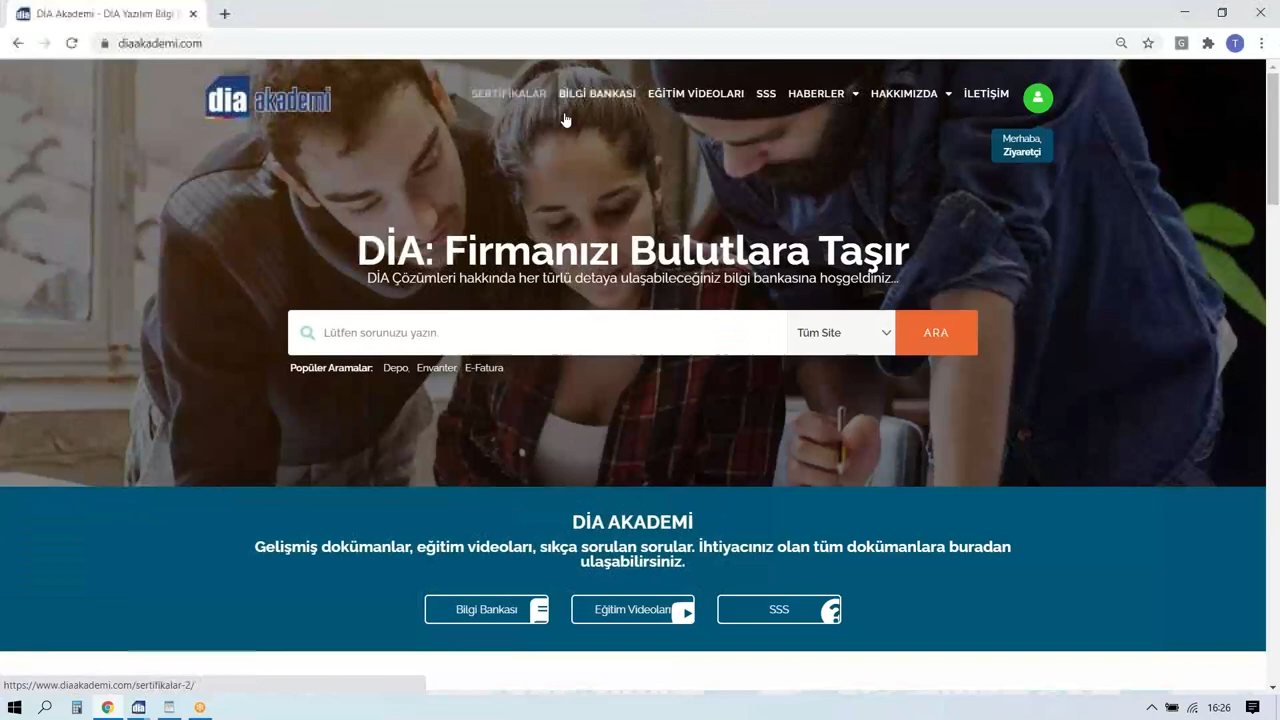 DİA Akademi - DİA Yazılım Bilgi
diaakademi.com
G
T
dia akademi
SERTİFİKALAR BİLGİ BANKASI EĞİTİM VİDEOLARI SSS HABERLER HAKKIMIZDA İLETİŞİM
Merhaba,
Ziyaretçi
DİA: Firmanızı Bulutlara Taşır
DİA Çözümleri hakkında her türlü detaya ulaşabileceğiniz bilgi bankasına hoşgeldiniz...
Lütfen sorunuzu yazın.
Tüm Site
ARA
Popüler Aramalar: Depo, Envanter, E-Fatura
DİA AKADEMİ
Gelişmiş dokümanlar, eğitim videoları, sıkça sorulan sorular. İhtiyacınız olan tüm dokümanlara buradan
ulaşabilirsiniz.
Bilgi Bankası Eğitim Videoları SSS
https://www.diaakademi.com/sertifikalar-2/
16:26